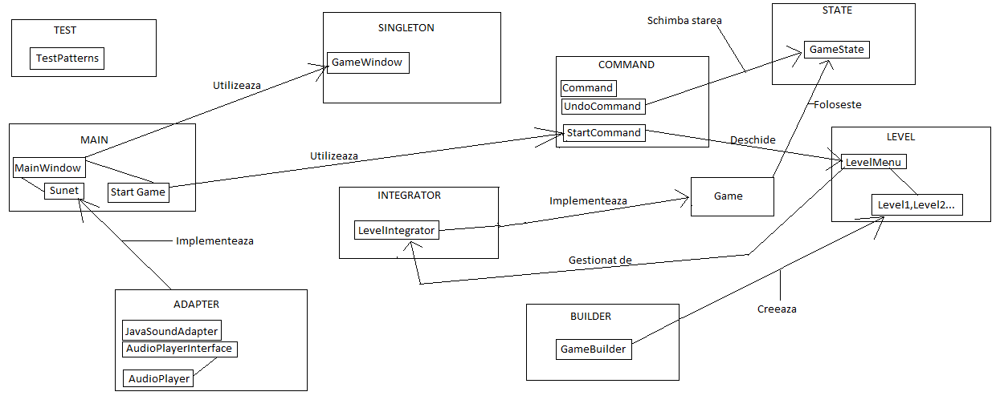 TEST
TestPatterns
SINGLETON
GameWindow
Utilizeaza
Schimba starea
STATE
GameState
COMMAND
Command
UndoCommand
StartCommand
Foloseste
MAIN
MainWindow
Sunet
Start Game
Utilizeaza
Deschide
LEVEL
LevelMenu
Level1,Level2...
INTEGRATOR
LevelIntegrator
Implementeaza
Game
Implementeaza
Gestionat de
ADAPTER
JavaSoundAdapter
AudioPlayerInterface
AudioPlayer
BUILDER
GameBuilder
Creeaza